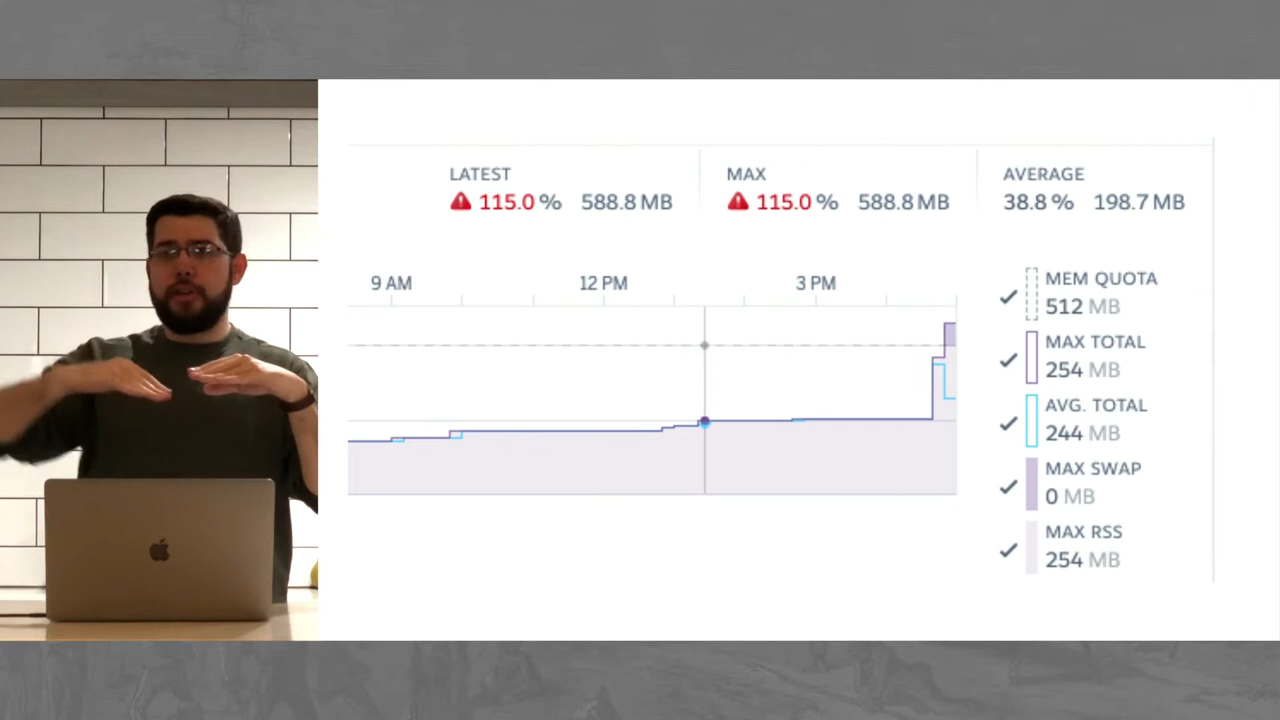 LATEST
115.0 % 588.8 MB
MAX
115.0 % 588.8 MB
AVERAGE
38.8 % 198.7 MB
9 AM 12 PM 3 PM
MEM QUOTA
512 MB
MAX TOTAL
254 MB
AVG. TOTAL
244 MB
MAX SWAP
0 MB
MAX RSS
254 MB